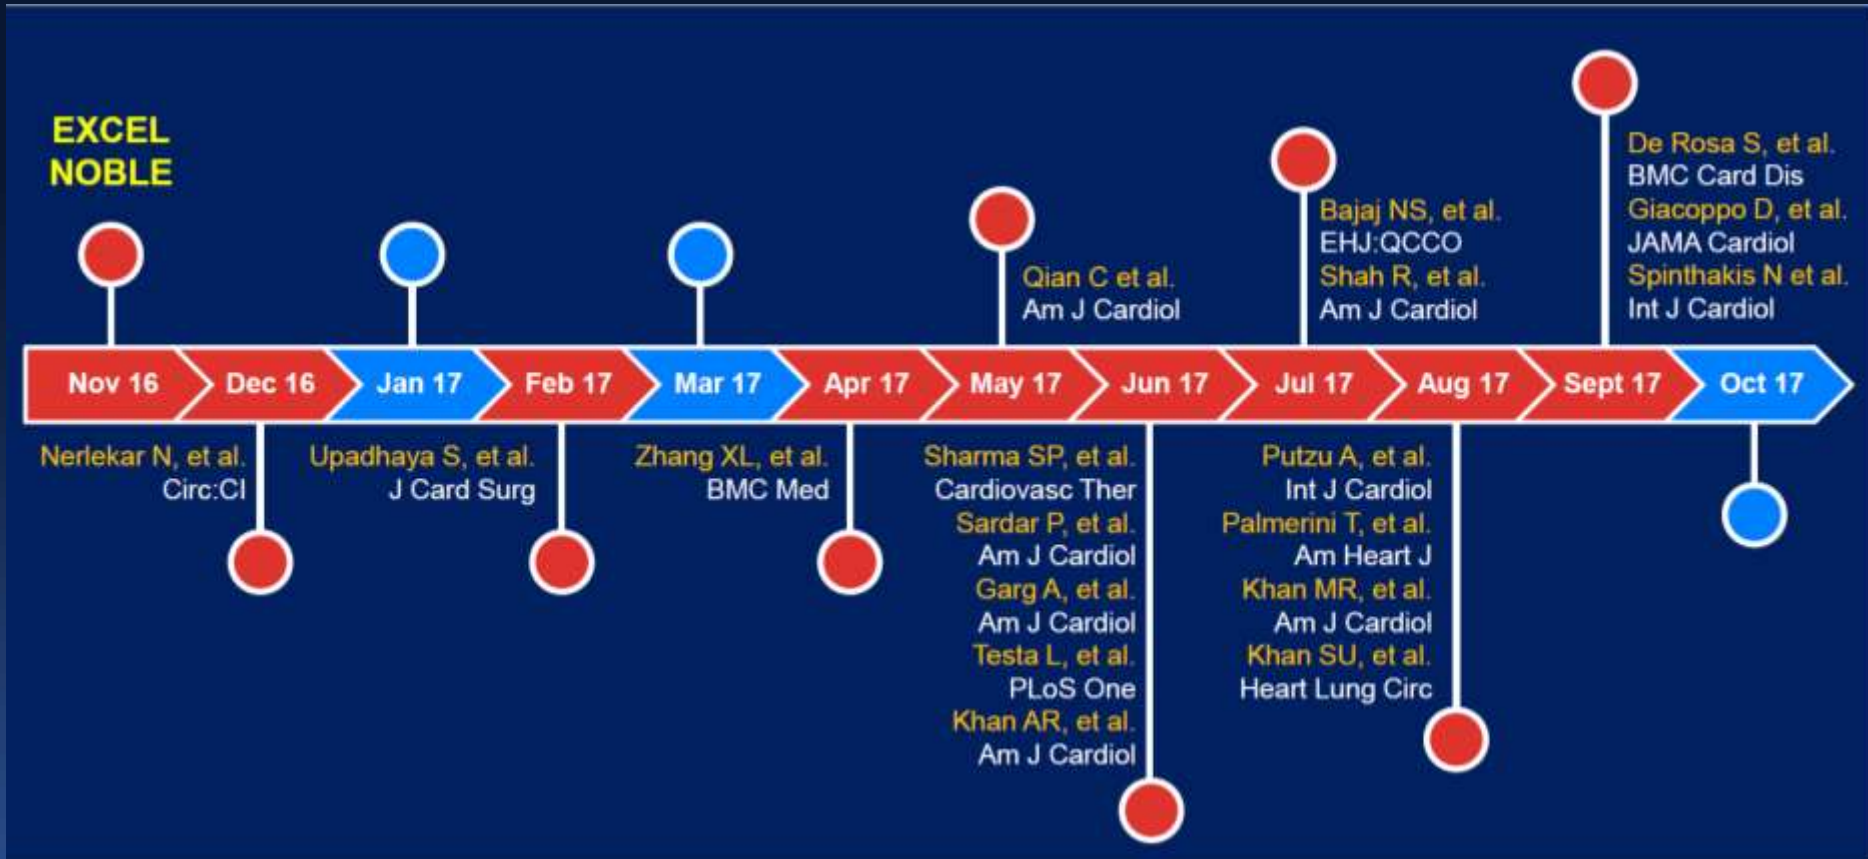 EXCEL
NOBLE
Qian C et al.
Am J Cardiol
Bajaj NS, et al.
EHJ:QCCO
Shah R, et al.
Am J Cardiol
De Rosa S, et al.
BMC Card Dis
Giacoppo D, et al.
JAMA Cardiol
Spinthakis N et al.
Int J Cardiol
Nov 16
Dec 16
Jan 17
Feb 17
Mar 17
Apr 17
May 17
Jun 17
Jul 17
Aug 17
Sept 17
Oct 17
Nerlekar N, et al.
Circ:CI
Upadhaya S, et al.
J Card Surg
Zhang XL, et al.
BMC Med
Sharma SP, et al.
Cardiovasc Ther
Sardar P, et al.
Am J Cardiol
Garg A, et al.
Am J Cardiol
Testa L, et al.
PLoS One
Khan AR, et al.
Am J Cardiol
Putzu A, et al.
Int J Cardiol
Palmerini T, et al.
Am Heart J
Khan MR, et al.
Am J Cardiol
Khan SU, et al.
Heart Lung Circ